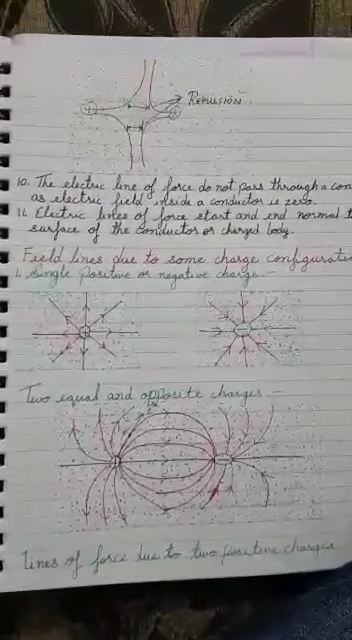 REPULSION
10. The electric line of force do not pass through a con
as electric field inside a conductor is zero.
11. Electric lines of force start and end normal t
surface of the conductor or charged body.
Field lines due to some charge configurati
1. Single positive or negative charge -
+
-
Two equal and opposite charges -
lines of force due to two positive charges